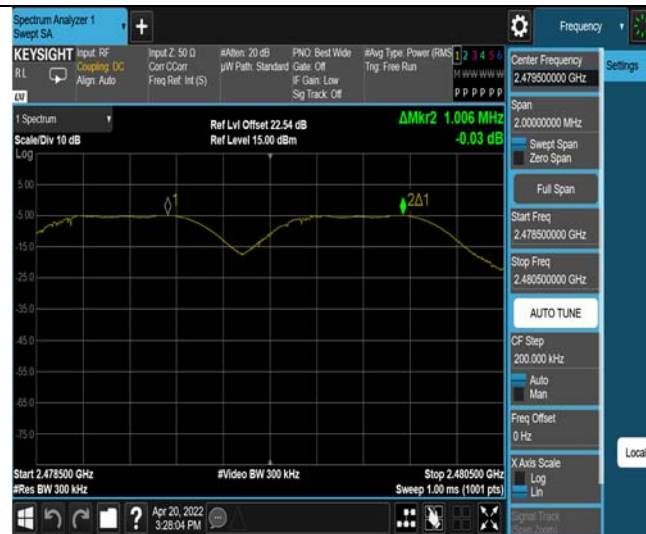 Spectrum Analyzer 1
Swept SA
+
Frequency
KEYSIGHT
RL
Input: RF
Coupling: DC
Align: Auto
Input Z: 50 Ω
Corr CCorr
Freq Ref: Int (S)
#Atten: 20 dB
µW Path: Standard
PNO: Best Wide
Gate: Off
IF Gain: Low
Sig Track: Off
#Avg Type: Power (RMS
Trig: Free Run
1 2 3 4 5 6
M W W W W W
P P P P P P
LXI
1 Spectrum
Scale/Div 10 dB
Ref Lvl Offset 22.54 dB
Ref Level 15.00 dBm
ΔMkr2 1.006 MHz
-0.03 dB
Log
5.00
-5.00
-15.0
-25.0
-35.0
-45.0
-55.0
-65.0
-75.0
1
2Δ1
Start 2.478500 GHz
#Res BW 300 kHz
#Video BW 300 kHz
Stop 2.480500 GHz
Sweep 1.00 ms (1001 pts)
?
Apr 20, 2022
3:28:04 PM
Center Frequency
2.479500000 GHz
Settings
Span
2.00000000 MHz
Swept Span
Zero Span
Full Span
Start Freq
2.478500000 GHz
Stop Freq
2.480500000 GHz
AUTO TUNE
CF Step
200.000 kHz
Auto
Man
Freq Offset
0 Hz
X Axis Scale
Log
Lin
Local
Signal Track
(Span Zoom)